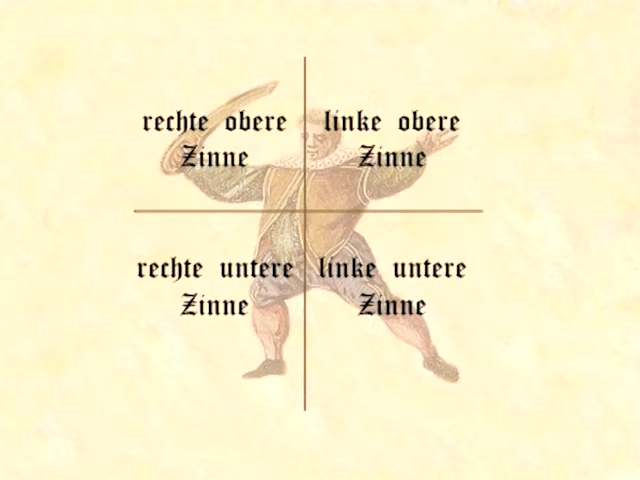 rechte obere
Zinne
linke obere
Zinne
rechte untere
Zinne
linke untere
Zinne